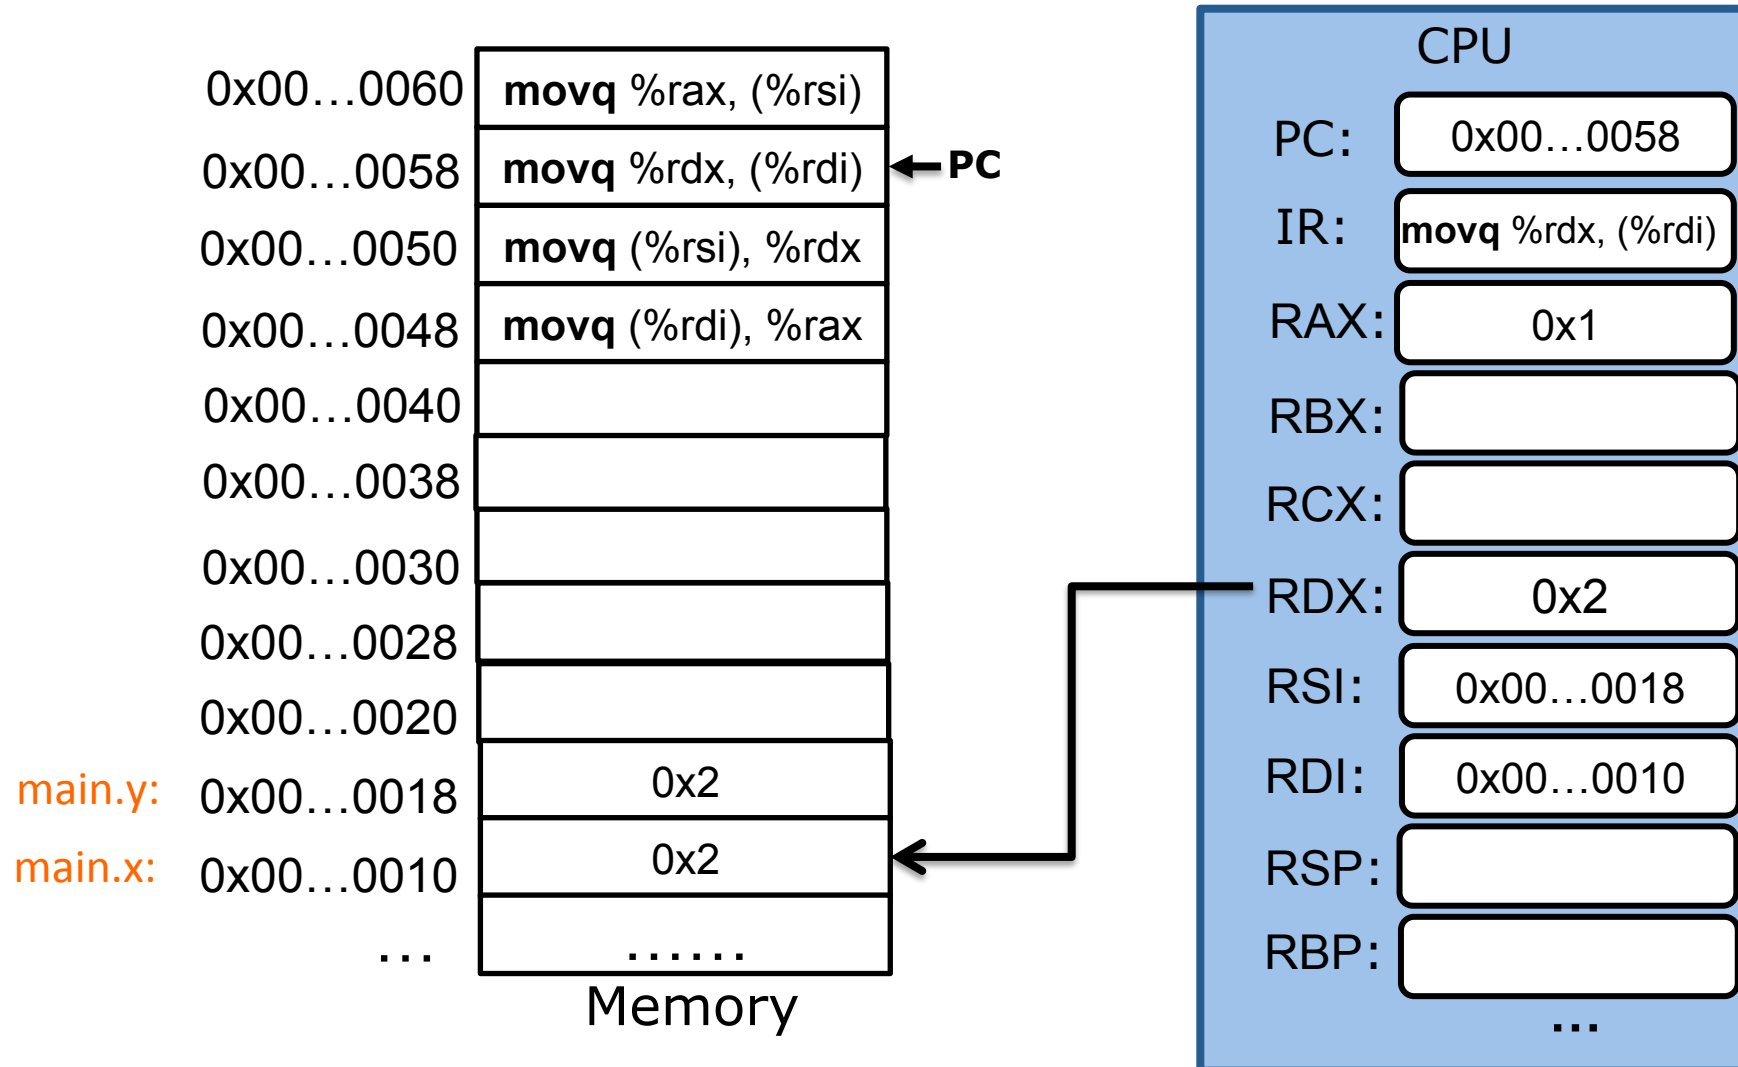 0x00…0060 movq %rax, (%rsi)
0x00…0058 movq %rdx, (%rdi) PC
0x00…0050 movq (%rsi), %rdx
0x00…0048 movq (%rdi), %rax
0x00…0040
0x00…0038
0x00…0030
0x00…0028
0x00…0020
main.y: 0x00…0018 0x2
main.x: 0x00…0010 0x2
… ……
Memory
CPU
PC: 0x00…0058
IR: movq %rdx, (%rdi)
RAX: 0x1
RBX:
RCX:
RDX: 0x2
RSI: 0x00…0018
RDI: 0x00…0010
RSP:
RBP:
…